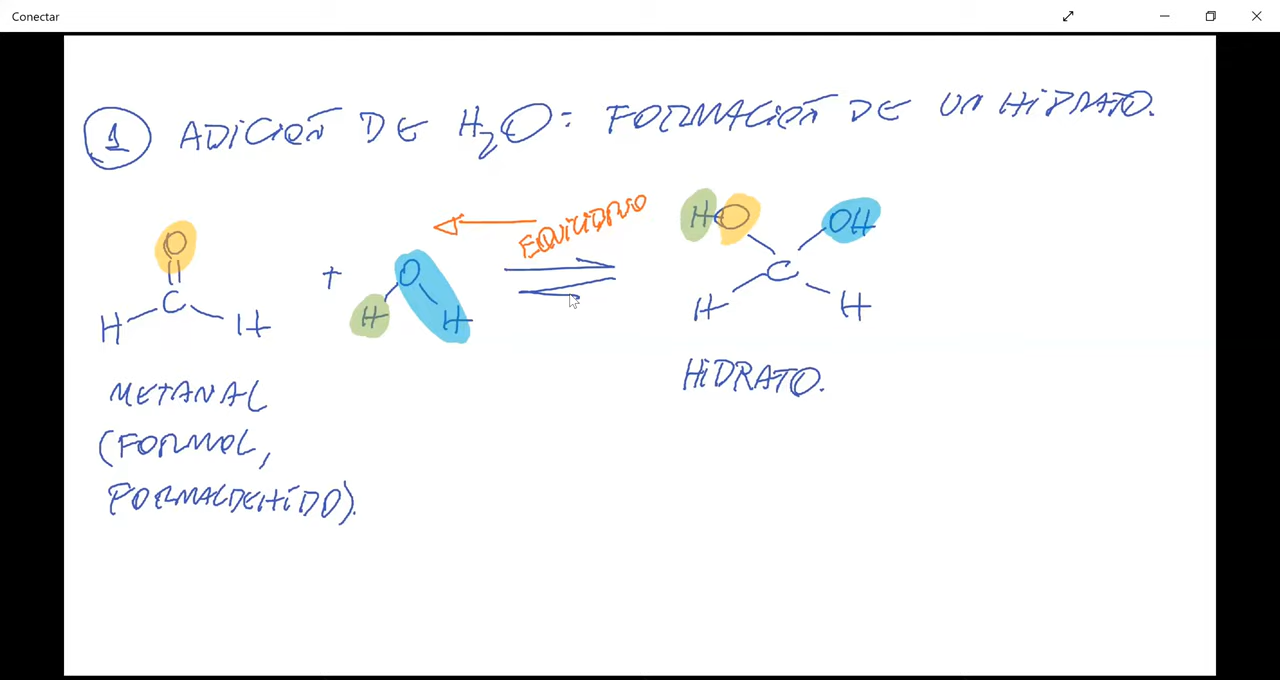 Conectar
1 ADICIÓN DE H₂O: FORMACIÓN DE UN HIDRATO.
EQUILIBRIO
O HO OH
C + O H H C
H H H H
METANAL HIDRATO.
(FORMOL,
FORMALDEHÍDO).